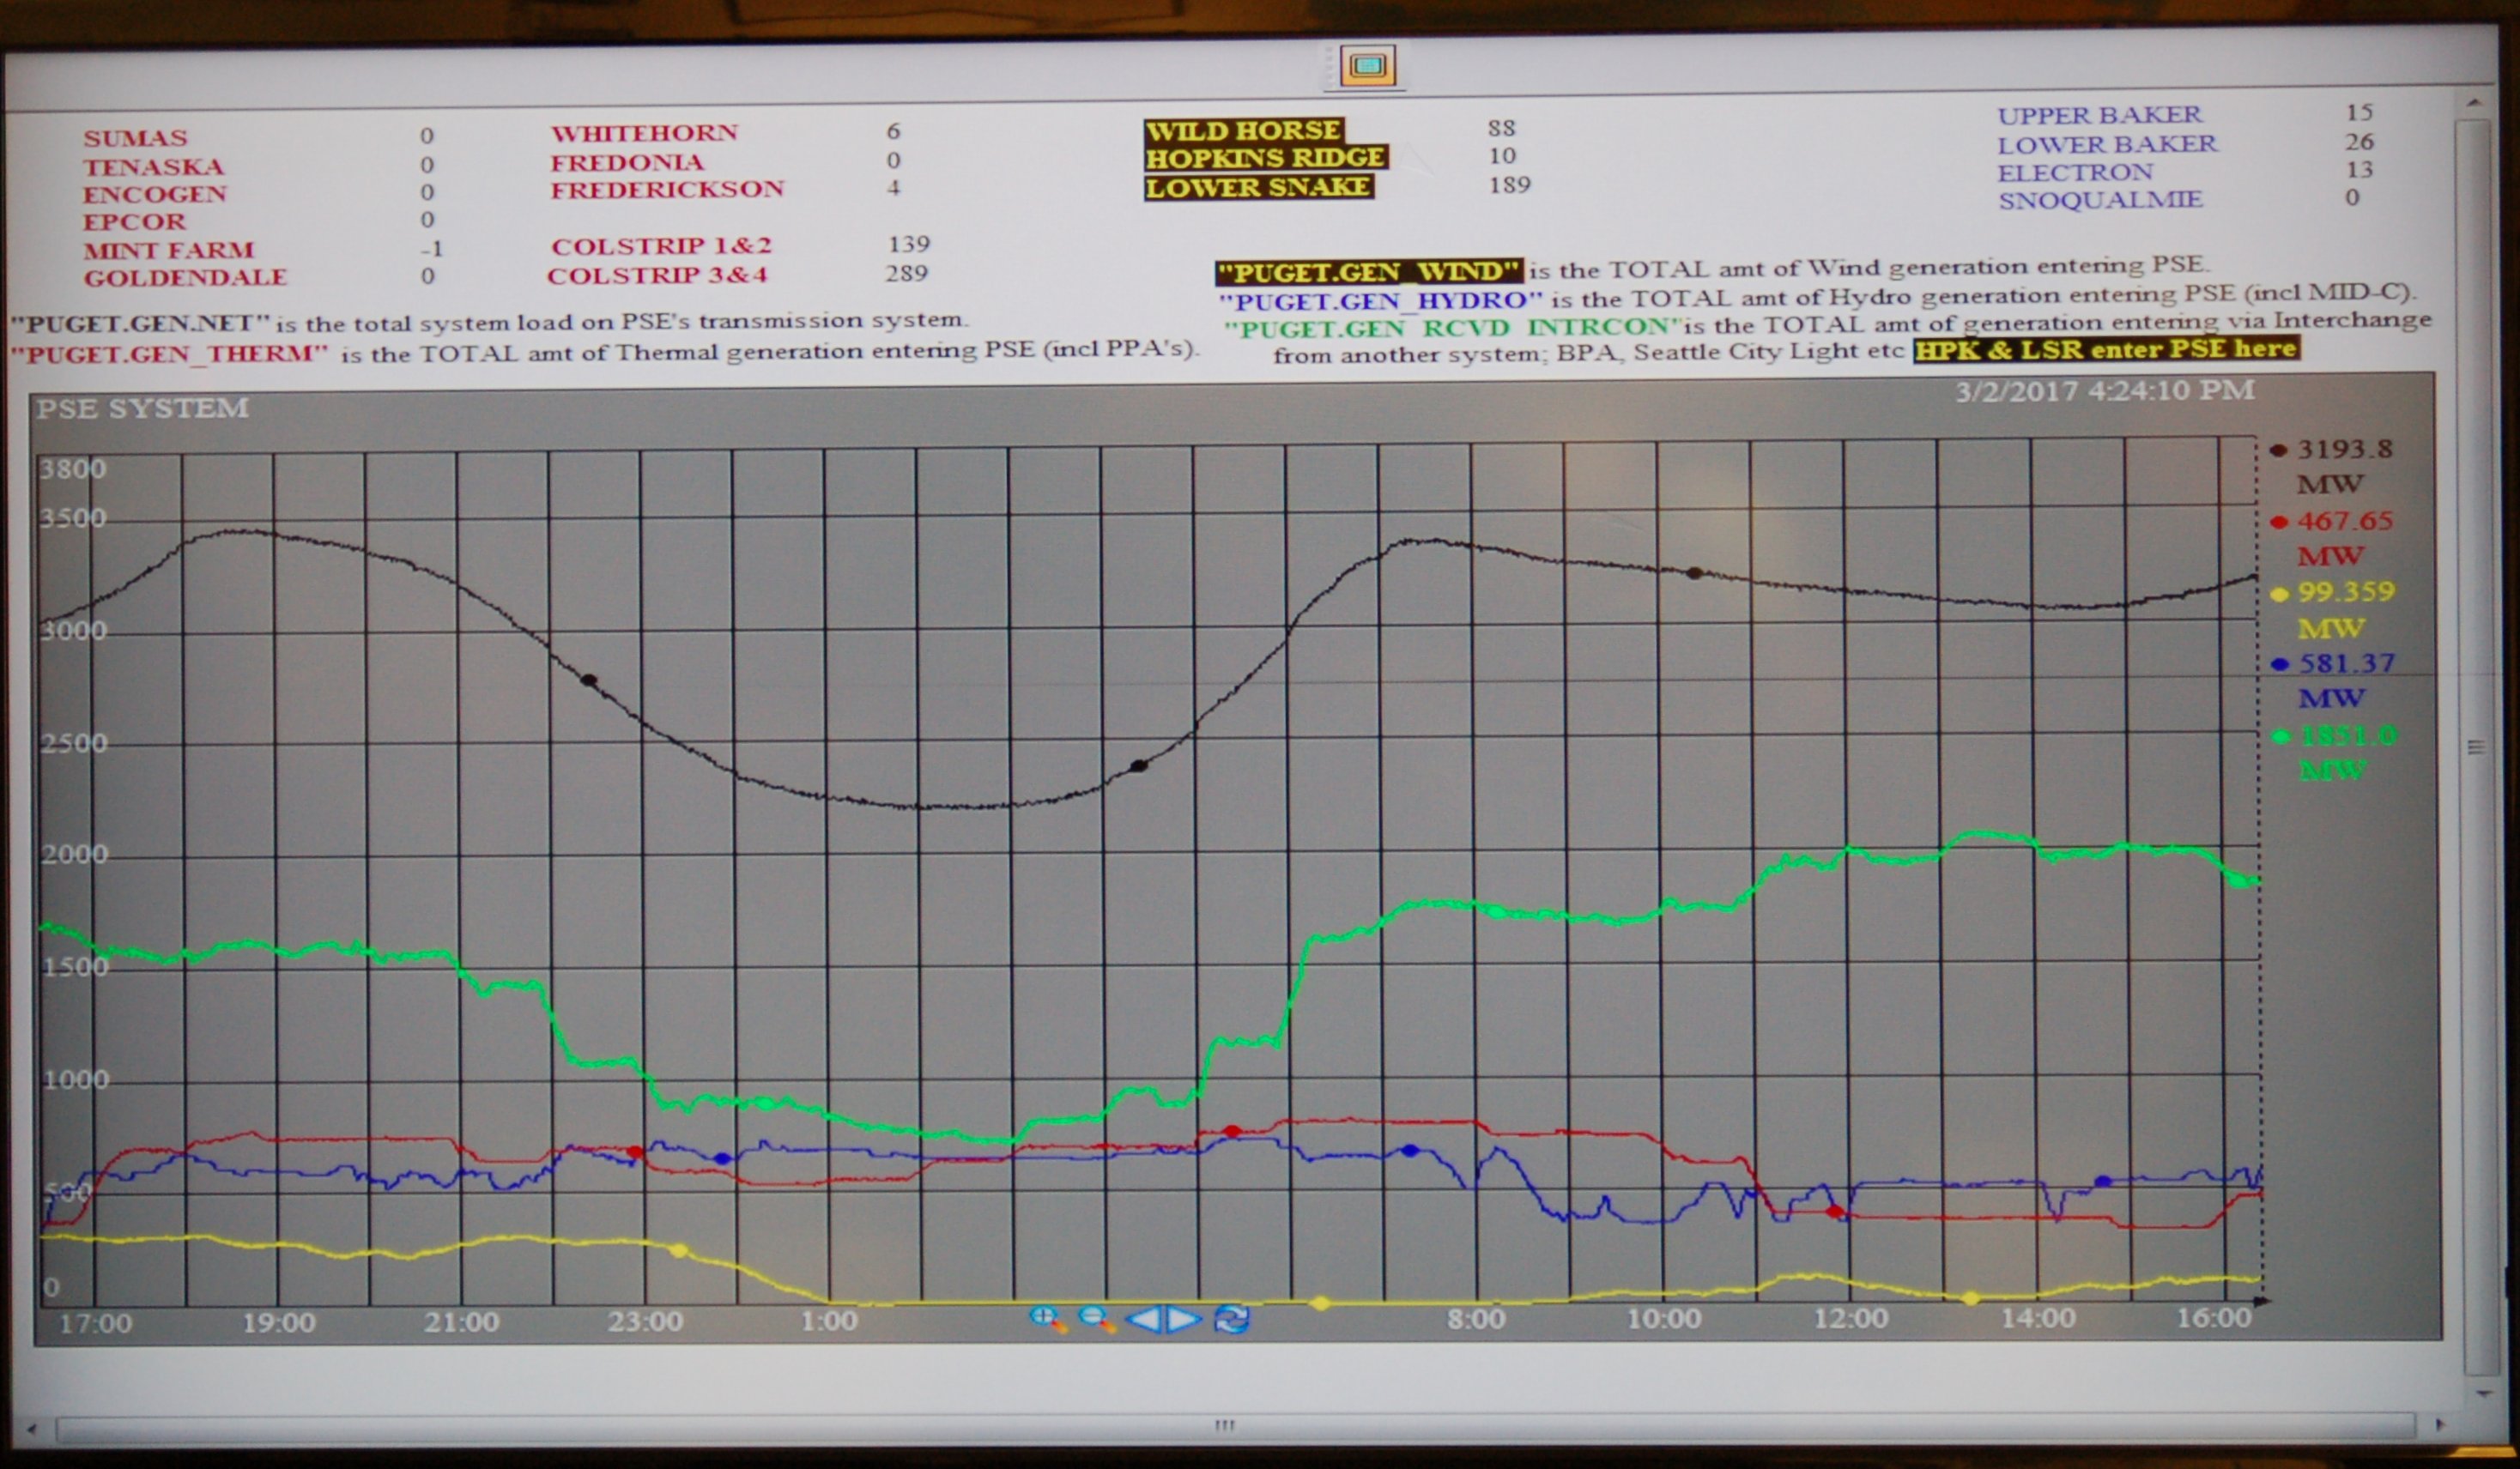 SUMAS 0 WHITEHORN 6 WILD HORSE 88 UPPER BAKER 15
TENASKA 0 FREDONIA 0 HOPKINS RIDGE 10 LOWER BAKER 26
ENCOGEN 0 FREDERICKSON 4 LOWER SNAKE 189 ELECTRON 13
EPCOR 0 SNOQUALMIE 0
MINT FARM -1 COLSTRIP 1&2 139
GOLDENDALE 0 COLSTRIP 3&4 289
"PUGET.GEN.NET" is the total system load on PSE's transmission system.
"PUGET.GEN_THERM" is the TOTAL amt of Thermal generation entering PSE (incl PPA's).
"PUGET.GEN_WIND" is the TOTAL amt of Wind generation entering PSE.
"PUGET.GEN_HYDRO" is the TOTAL amt of Hydro generation entering PSE (incl MID-C).
"PUGET.GEN_RCVD_INTRCON" is the TOTAL amt of generation entering via Interchange
from another system; BPA, Seattle City Light etc HPK & LSR enter PSE here
PSE SYSTEM 3/2/2017 4:24:10 PM
3800
3500
3000
2500
2000
1500
1000
500
0
3193.8
MW
467.65
MW
99.359
MW
581.37
MW
1851.0
MW
17:00 19:00 21:00 23:00 1:00 8:00 10:00 12:00 14:00 16:00